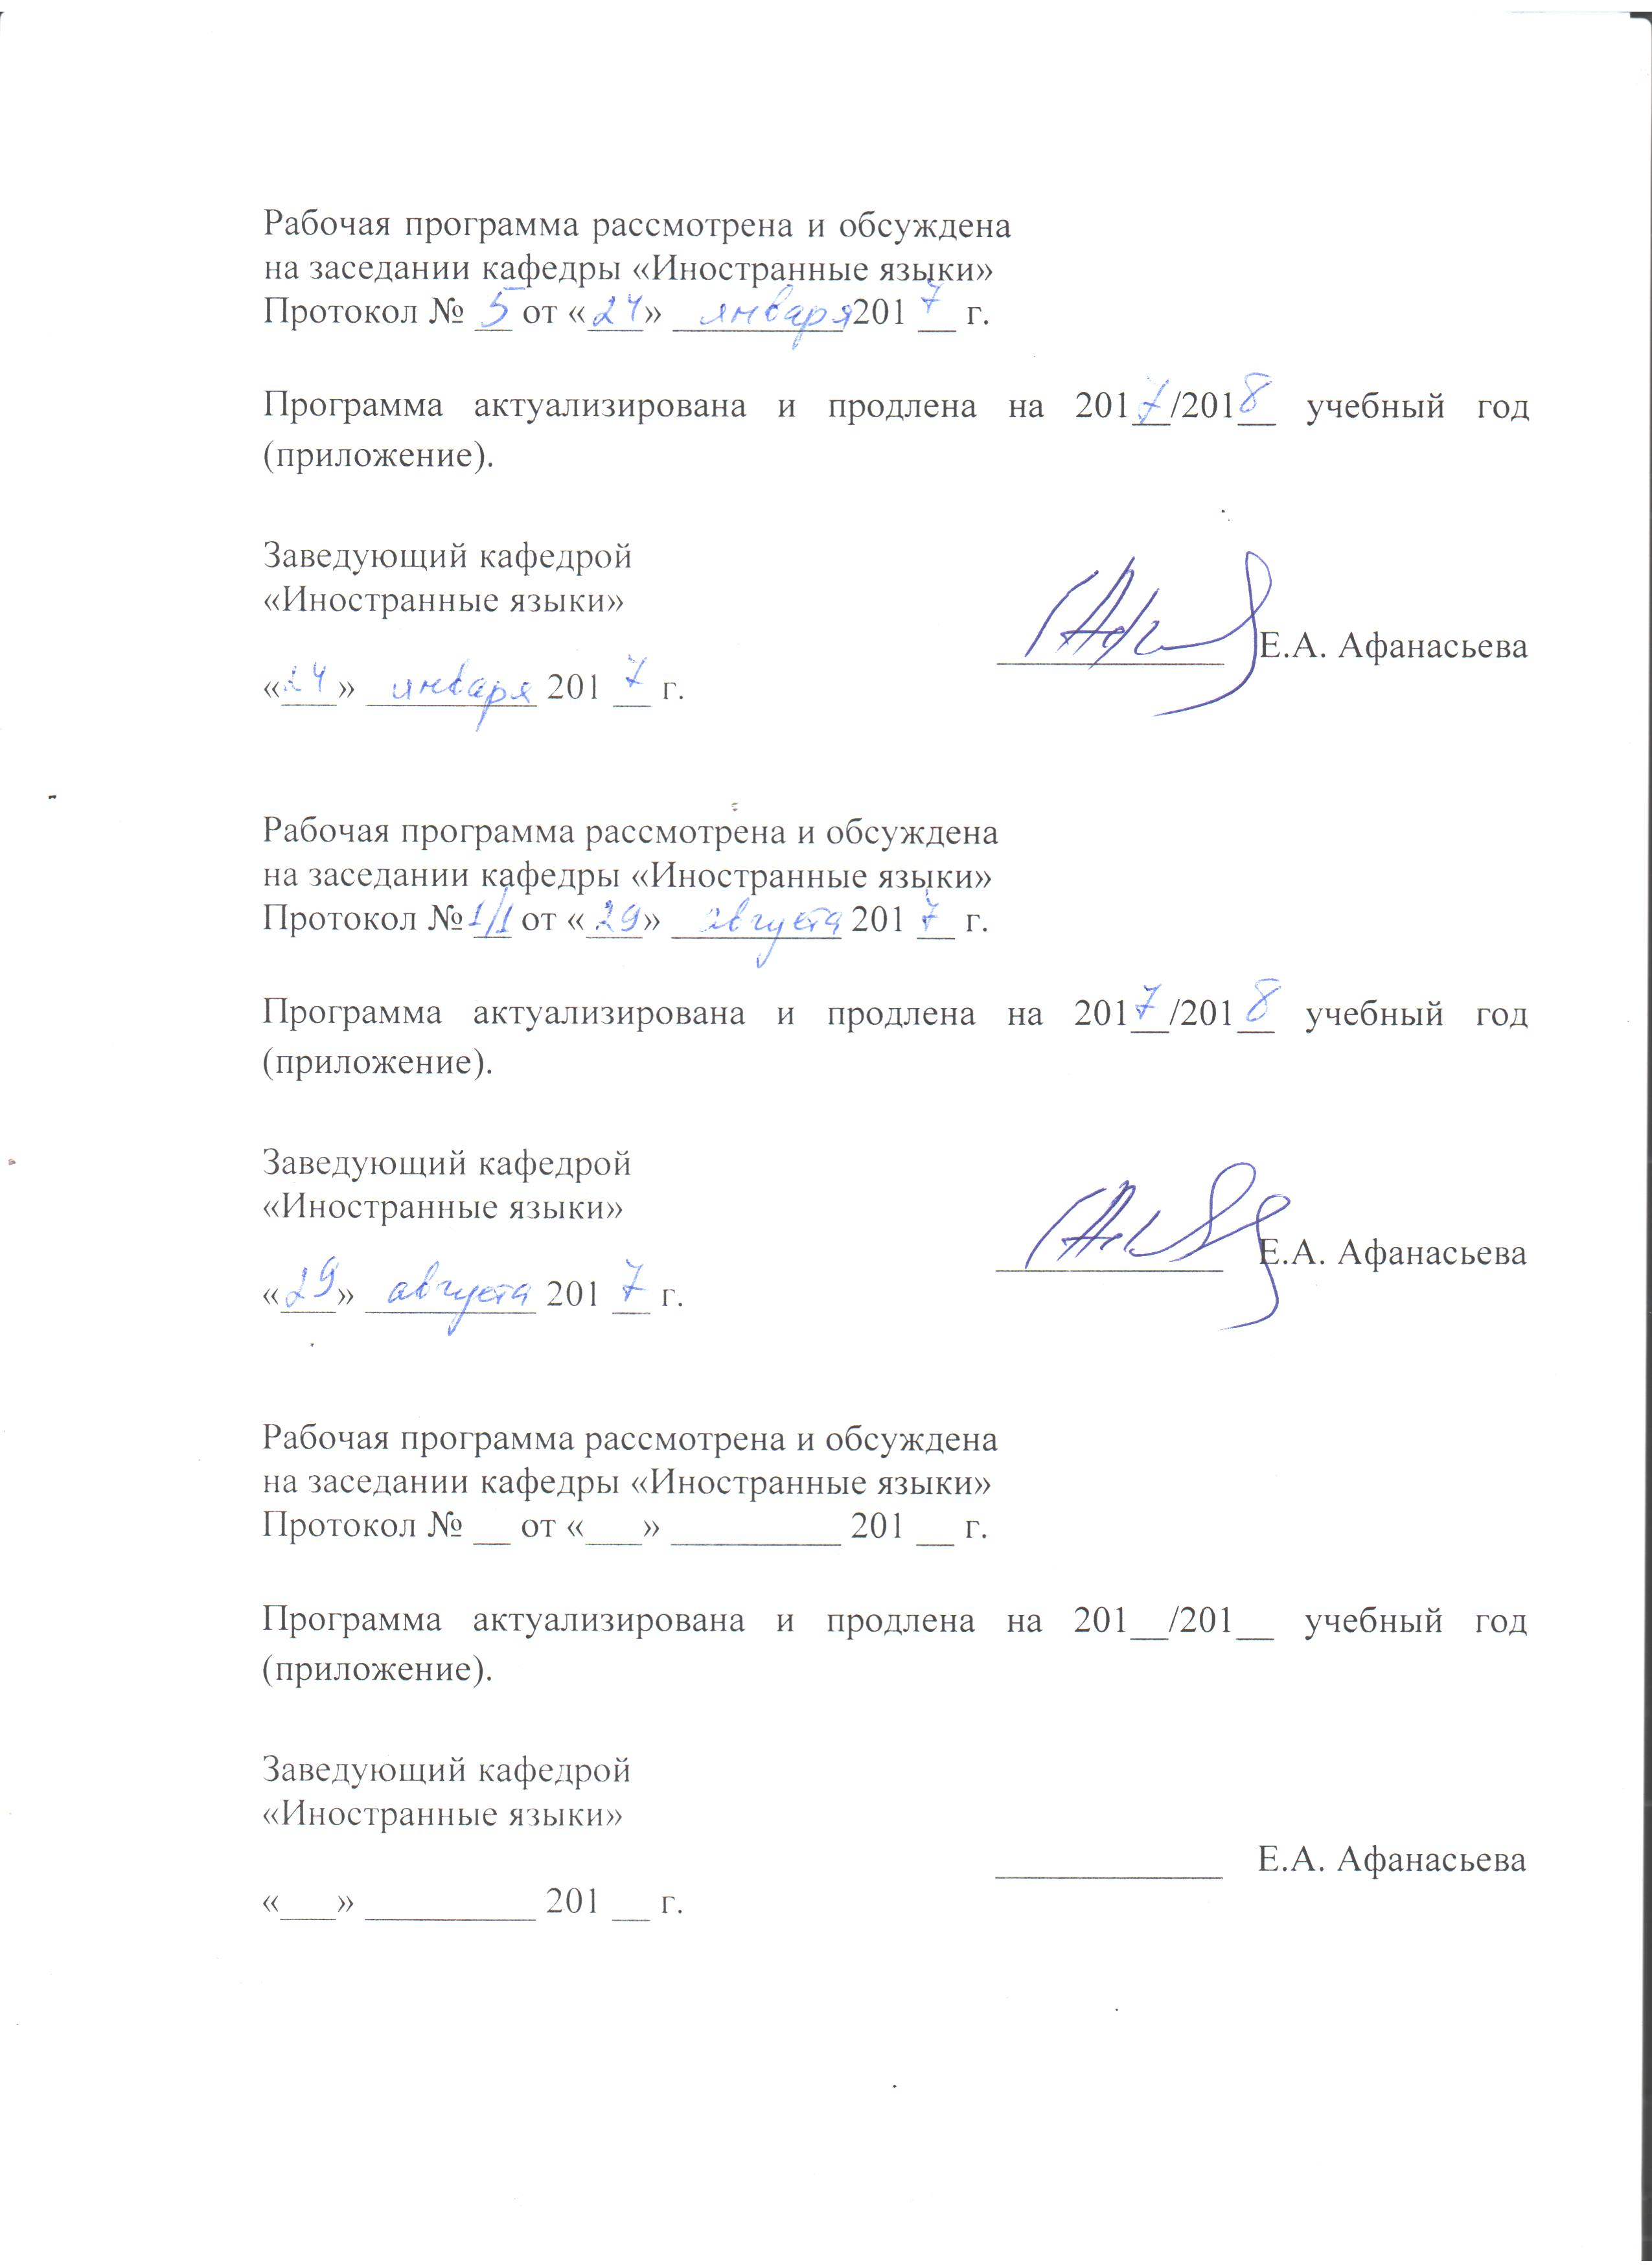 Рабочая программа рассмотрена и обсуждена
на заседании кафедры «Иностранные языки»
Протокол № 5 от «24» января 2017 г.
Программа актуализирована и продлена на 2017/2018 учебный год
(приложение).
Заведующий кафедрой
«Иностранные языки»
Е.А. Афанасьева
«24» января 2017 г.
Рабочая программа рассмотрена и обсуждена
на заседании кафедры «Иностранные языки»
Протокол № 1/1 от «29» августа 2017 г.
Программа актуализирована и продлена на 2017/2018 учебный год
(приложение).
Заведующий кафедрой
«Иностранные языки»
Е.А. Афанасьева
«29» августа 2017 г.
Рабочая программа рассмотрена и обсуждена
на заседании кафедры «Иностранные языки»
Протокол № __ от «___» _________ 201 __ г.
Программа актуализирована и продлена на 201__/201__ учебный год
(приложение).
Заведующий кафедрой
«Иностранные языки»
____________ Е.А. Афанасьева
«___» _________ 201 __ г.